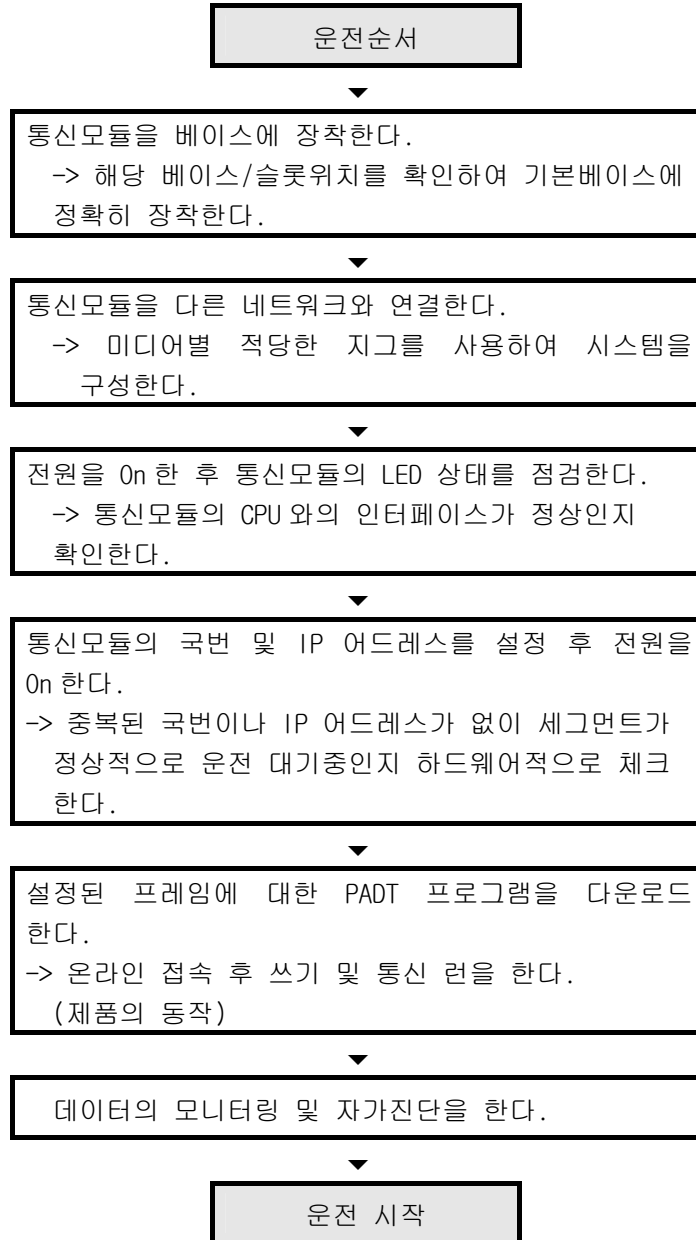 운전순서
통신모듈을 베이스에 장착한다.
-> 해당 베이스/슬롯위치를 확인하여 기본베이스에
정확히 장착한다.
통신모듈을 다른 네트워크와 연결한다.
-> 미디어별 적당한 지그를 사용하여 시스템을
구성한다.
전원을 On 한 후 통신모듈의 LED 상태를 점검한다.
-> 통신모듈의 CPU 와의 인터페이스가 정상인지
확인한다.
통신모듈의 국번 및 IP 어드레스를 설정 후 전원을
On 한다.
-> 중복된 국번이나 IP 어드레스가 없이 세그먼트가
정상적으로 운전 대기중인지 하드웨어적으로 체크
한다.
설정된 프레임에 대한 PADT 프로그램을 다운로드
한다.
-> 온라인 접속 후 쓰기 및 통신 런을 한다.
(제품의 동작)
데이터의 모니터링 및 자가진단을 한다.
운전 시작